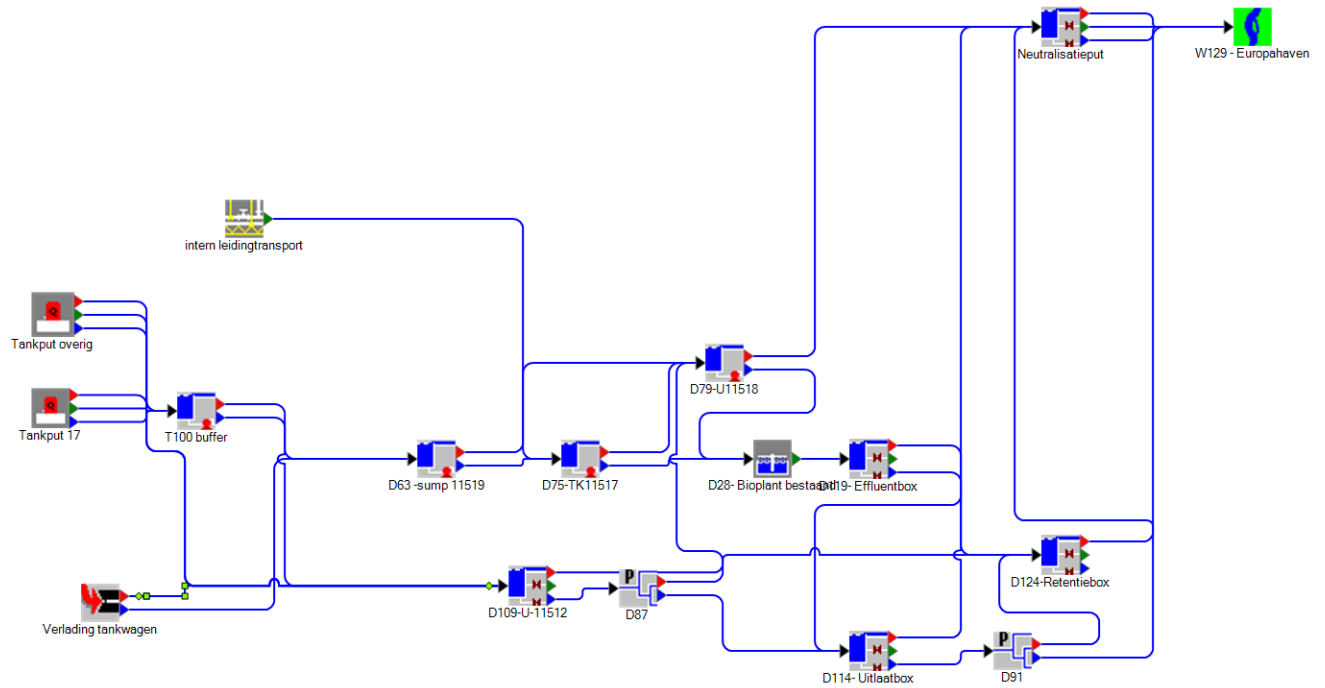 Neutralisatieput
W129 - Europahaven
intern leidingtransport
Tankput overig
D79-U11518
Tankput 17
T100 buffer
D63 -sump 11519
D75-TK11517
D28- Bioplant bestaand
D119- Effluentbox
D124-Retentiebox
P
D109-U-11512
D87
Verlading tankwagen
P
D114- Uitlaatbox
D91